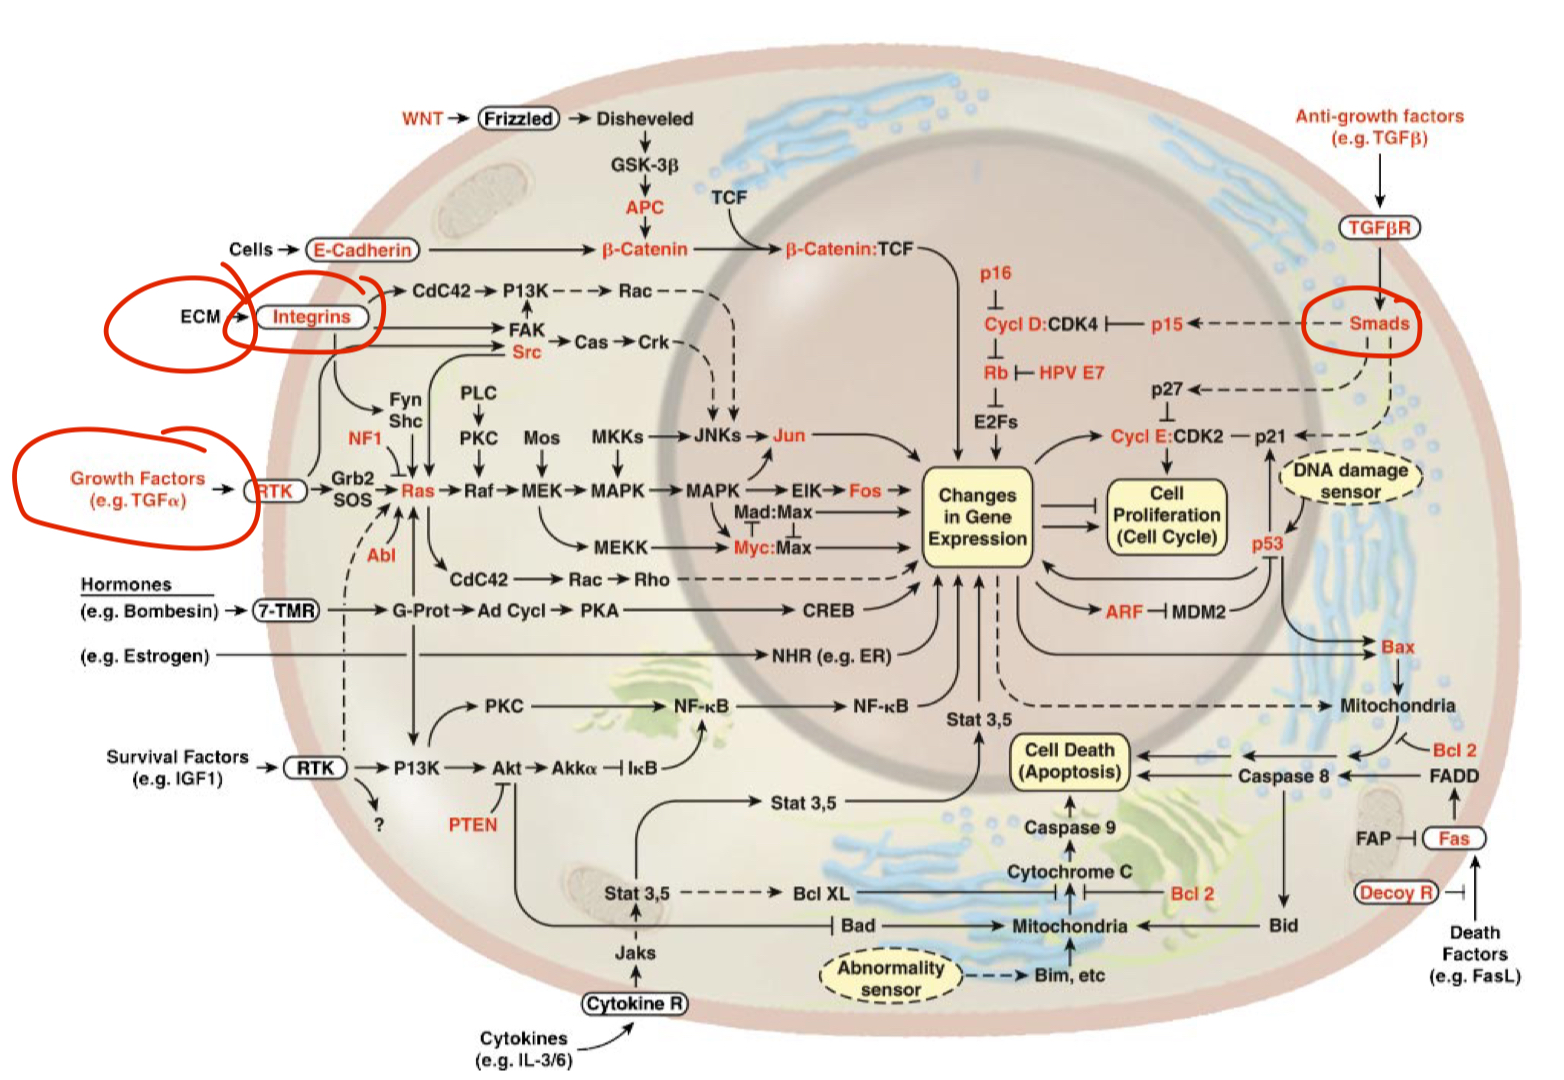 WNT
Frizzled
Disheveled
GSK-3β
APC
TCF
Anti-growth factors
(e.g. TGFβ)
TGFβR
Cells
E-Cadherin
β-Catenin
β-Catenin:TCF
ECM
Integrins
CdC42
P13K
Rac
FAK
Src
Cas
Crk
p16
Cycl D:CDK4
p15
Smads
Rb
HPV E7
E2Fs
p27
Cycl E:CDK2
p21
Fyn
Shc
PLC
NF1
PKC
Mos
MKKs
JNKs
Jun
Growth Factors
(e.g. TGFα)
RTK
Grb2
SOS
Ras
Raf
MEK
MAPK
MAPK
ElK
Fos
Mad:Max
Myc:Max
Abl
MEKK
CdC42
Rac
Rho
Changes
in Gene
Expression
Cell
Proliferation
(Cell Cycle)
DNA damage
sensor
p53
Hormones
(e.g. Bombesin)
7-TMR
G-Prot
Ad Cycl
PKA
CREB
ARF
MDM2
(e.g. Estrogen)
NHR (e.g. ER)
Bax
PKC
NF-κB
NF-κB
Stat 3,5
Mitochondria
Survival Factors
(e.g. IGF1)
RTK
P13K
Akt
Akkα
IκB
?
PTEN
Cell Death
(Apoptosis)
Bcl 2
Caspase 8
FADD
Stat 3,5
Caspase 9
FAP
Fas
Cytochrome C
Stat 3,5
Bcl XL
Bcl 2
Decoy R
Bad
Mitochondria
Bid
Death
Factors
(e.g. FasL)
Jaks
Abnormality
sensor
Bim, etc
Cytokine R
Cytokines
(e.g. IL-3/6)